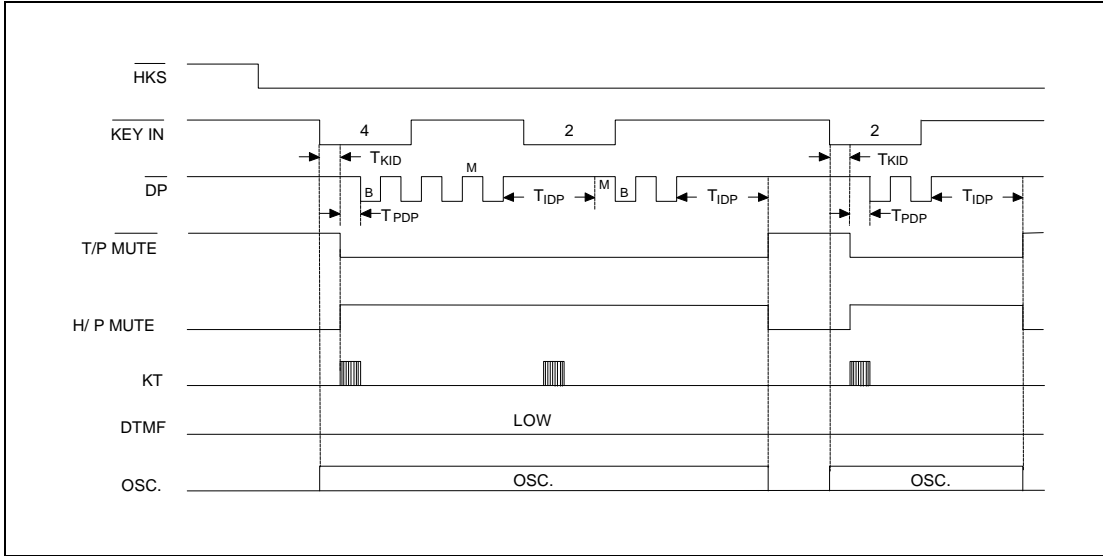 HKS
KEY IN 4 2 2
TKID TKID
DP B M TIDP M B TIDP TIDP
TPDP TPDP
T/P MUTE
H/ P MUTE
KT
DTMF LOW
OSC. OSC. OSC.